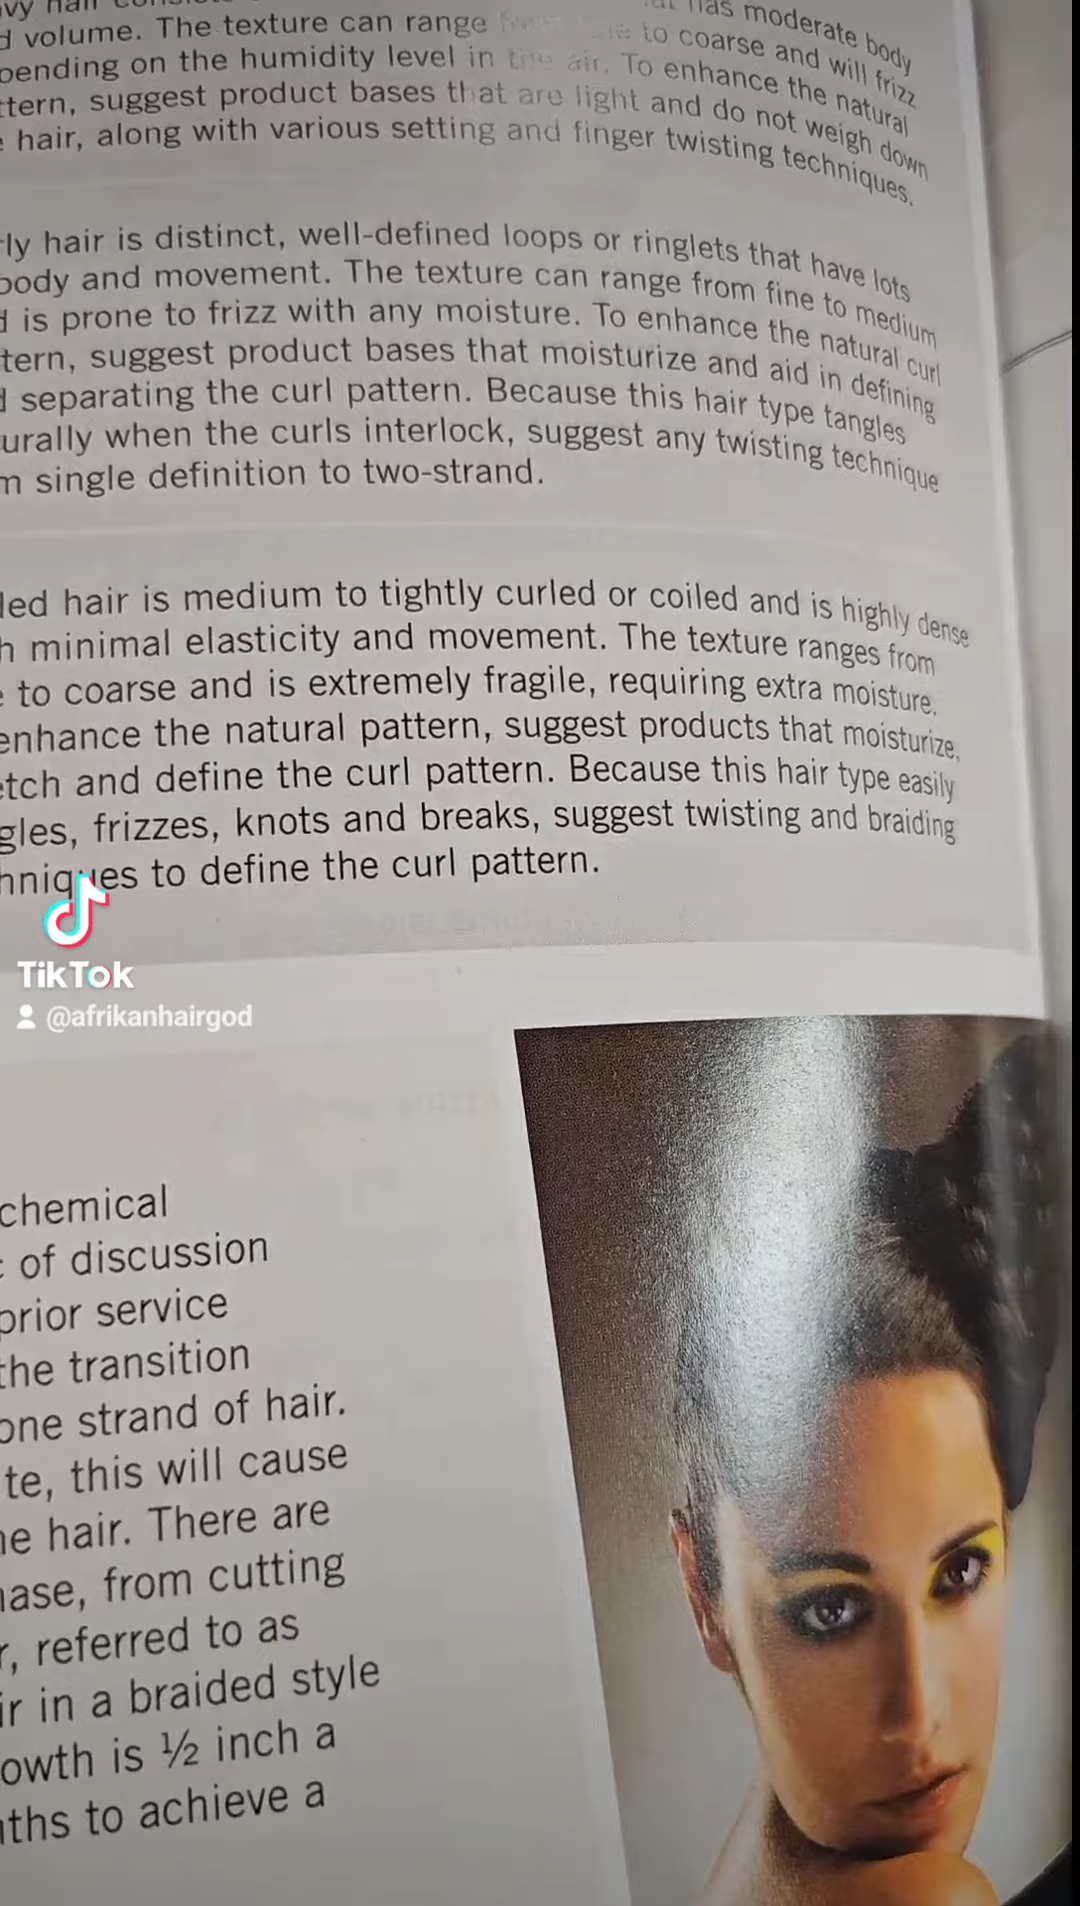 vy hair
has moderate body
d volume. The texture can range to coarse and will frizz
pending on the humidity level in the air. To enhance the natural
ttern, suggest product bases that are light and do not weigh down
e hair, along with various setting and finger twisting techniques.
rly hair is distinct, well-defined loops or ringlets that have lots
body and movement. The texture can range from fine to medium
d is prone to frizz with any moisture. To enhance the natural curl
tern, suggest product bases that moisturize and aid in defining
d separating the curl pattern. Because this hair type tangles
urally when the curls interlock, suggest any twisting technique
m single definition to two-strand.
led hair is medium to tightly curled or coiled and is highly dense
h minimal elasticity and movement. The texture ranges from
e to coarse and is extremely fragile, requiring extra moisture.
enhance the natural pattern, suggest products that moisturize,
etch and define the curl pattern. Because this hair type easily
gles, frizzes, knots and breaks, suggest twisting and braiding
hniques to define the curl pattern.
TikTok
@afrikanhairgod
chemical
of discussion
prior service
the transition
one strand of hair.
te, this will cause
he hair. There are
hase, from cutting
r, referred to as
ir in a braided style
owth is ½ inch a
nths to achieve a